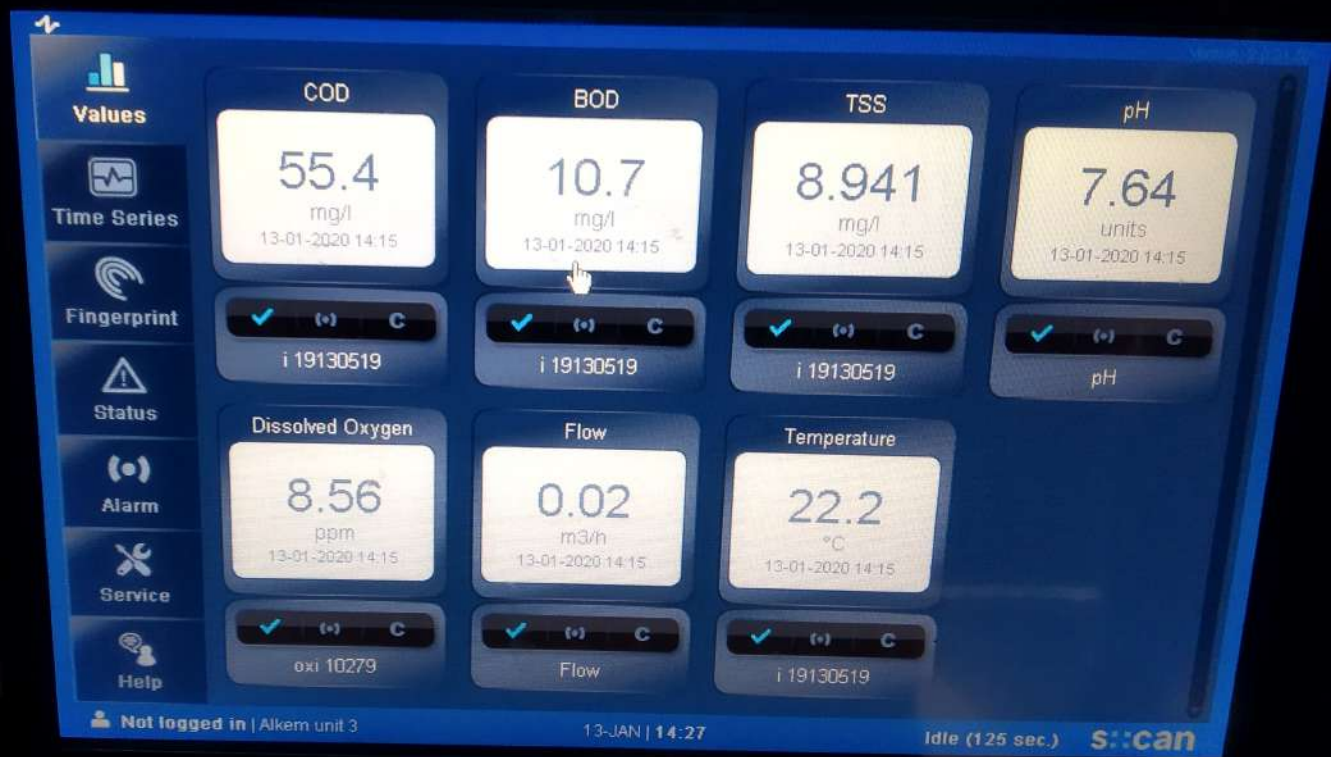 Values
Time Series
Fingerprint
Status
Alarm
Service
Help
COD
55.4
mg/l
13-01-2020 14:15
C
i 19130519
BOD
10.7
mg/l
13-01-2020 14:15
C
i 19130519
TSS
8.941
mg/l
13-01-2020 14:15
C
i 19130519
pH
7.64
units
13-01-2020 14:15
C
pH
Dissolved Oxygen
8.56
ppm
13-01-2020 14:15
C
oxi 10279
Flow
0.02
m3/h
13-01-2020 14:15
C
Flow
Temperature
22.2
°C
13-01-2020 14:15
C
i 19130519
Not logged in | Alkem unit 3
13-JAN | 14:27
Idle (125 sec.)
s::can